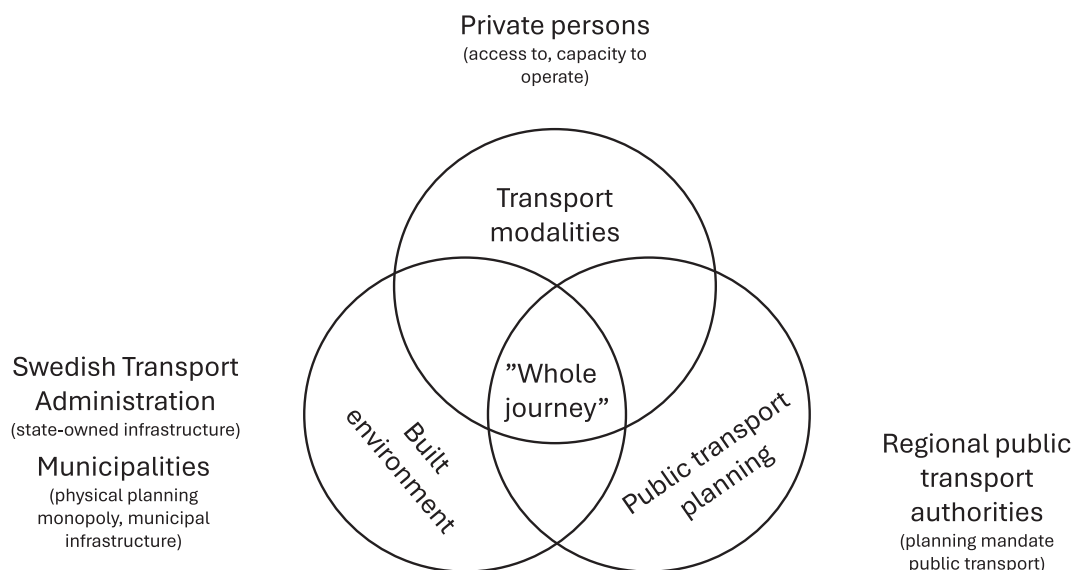 Private persons
(access to, capacity to
operate)
Transport
modalities
Swedish Transport
Administration
(state-owned infrastructure)
Municipalities
(physical planning
monopoly, municipal
infrastructure)
”Whole
journey”
Built
environment
Public transport
planning
Regional public
transport
authorities
(planning mandate
public transport)